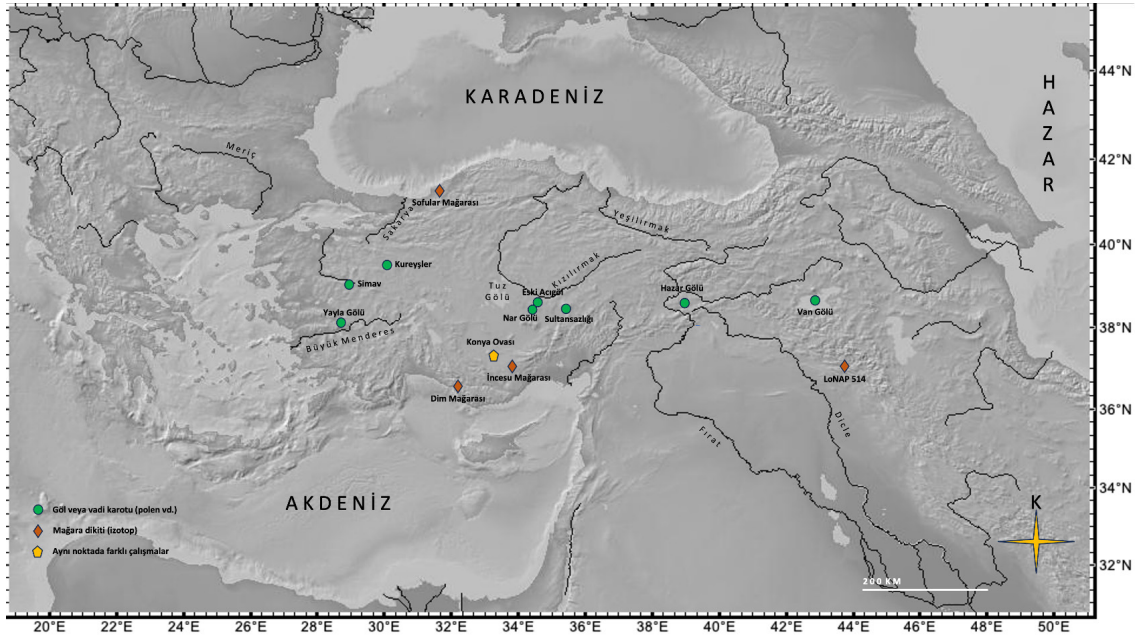 KARADENİZ
HAZAR
44°N
42°N
Meriç
Sofular Mağarası
Sakarya
Yeşilırmak
40°N
Kureyşler
Simav
Tuz
Gölü
Kızılırmak
Eski Acıgöl
Hazar Gölü
Nar Gölü
Sultansazlığı
Van Gölü
Yayla Gölü
Büyük Menderes
38°N
Konya Ovası
İncesu Mağarası
LoNAP 514
Dim Mağarası
36°N
Dicle
Fırat
AKDENİZ
34°N
K
Göl veya vadi karotu (polen vd.)
Mağara dikiti (izotop)
Aynı noktada farklı çalışmalar
32°N
200 KM
20°E 22°E 24°E 26°E 28°E 30°E 32°E 34°E 36°E 38°E 40°E 42°E 44°E 46°E 48°E 50°E